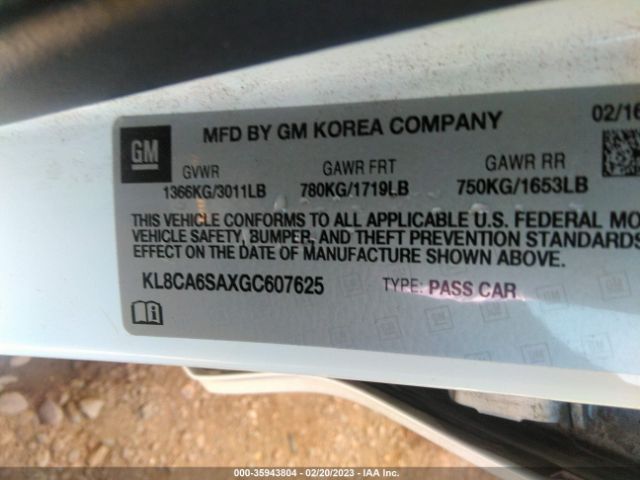 MFD BY GM KOREA COMPANY
02/16
GM
GVWR
GAWR FRT
GAWR RR
1366KG/3011LB
780KG/1719LB
750KG/1653LB
THIS VEHICLE CONFORMS TO ALL APPLICABLE U.S. FEDERAL MO
VEHICLE SAFETY, BUMPER, AND THEFT PREVENTION STANDARDS
EFFECT ON THE DATE OF MANUFACTURE SHOWN ABOVE.
KL8CA6SAXGC607625
TYPE: PASS CAR
000-35943804 - 02/20/2023 - IAA Inc.